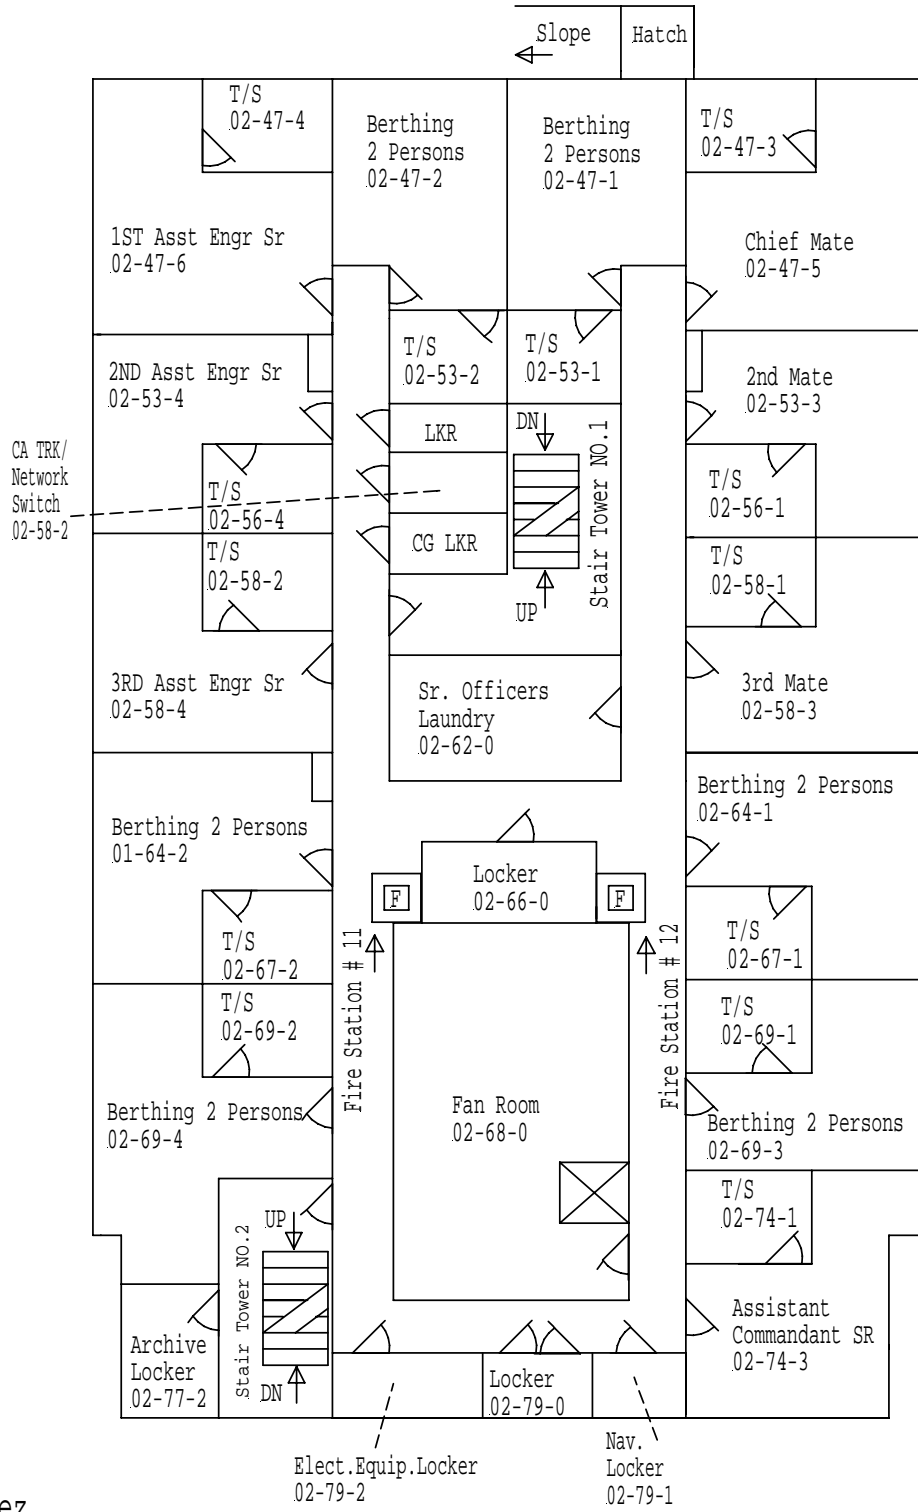 Slope
Hatch
T/S
02-47-4
Berthing
2 Persons
02-47-2
Berthing
2 Persons
02-47-1
T/S
02-47-3
1ST Asst Engr Sr
02-47-6
Chief Mate
02-47-5
2ND Asst Engr Sr
02-53-4
T/S
02-53-2
T/S
02-53-1
2nd Mate
02-53-3
CA TRK/
Network
Switch
02-58-2
LKR
DN
Stair Tower NO.1
T/S
02-56-4
T/S
02-56-1
CG LKR
T/S
02-58-2
T/S
02-58-1
UP
3RD Asst Engr Sr
02-58-4
Sr. Officers
Laundry
02-62-0
3rd Mate
02-58-3
Berthing 2 Persons
01-64-2
Berthing 2 Persons
02-64-1
Locker
02-66-0
F
F
T/S
02-67-2
Fire Station # 11
Fire Station # 12
T/S
02-67-1
T/S
02-69-2
T/S
02-69-1
Berthing 2 Persons
02-69-4
Fan Room
02-68-0
Berthing 2 Persons
02-69-3
T/S
02-74-1
UP
Stair Tower NO.2
DN
Archive
Locker
02-77-2
Assistant
Commandant SR
02-74-3
Locker
02-79-0
Elect.Equip.Locker
02-79-2
Nav.
Locker
02-79-1